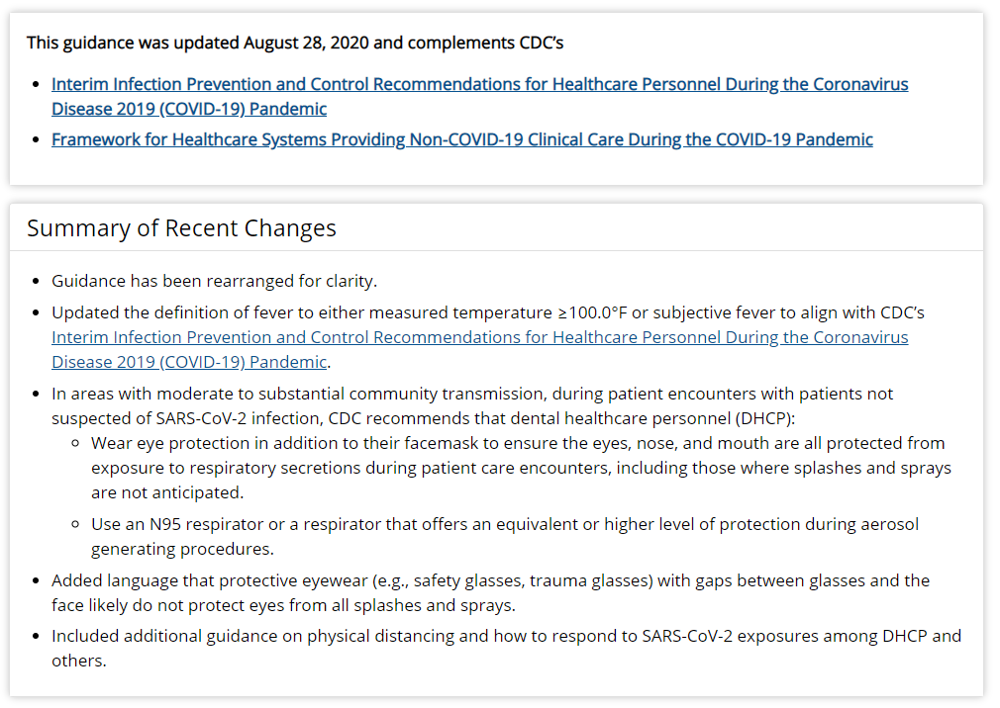 This guidance was updated August 28, 2020 and complements CDC’s
• Interim Infection Prevention and Control Recommendations for Healthcare Personnel During the Coronavirus
Disease 2019 (COVID-19) Pandemic
• Framework for Healthcare Systems Providing Non-COVID-19 Clinical Care During the COVID-19 Pandemic
Summary of Recent Changes
• Guidance has been rearranged for clarity.
• Updated the definition of fever to either measured temperature ≥100.0°F or subjective fever to align with CDC’s
Interim Infection Prevention and Control Recommendations for Healthcare Personnel During the Coronavirus
Disease 2019 (COVID-19) Pandemic.
• In areas with moderate to substantial community transmission, during patient encounters with patients not
suspected of SARS-CoV-2 infection, CDC recommends that dental healthcare personnel (DHCP):
◦ Wear eye protection in addition to their facemask to ensure the eyes, nose, and mouth are all protected from
exposure to respiratory secretions during patient care encounters, including those where splashes and sprays
are not anticipated.
◦ Use an N95 respirator or a respirator that offers an equivalent or higher level of protection during aerosol
generating procedures.
• Added language that protective eyewear (e.g., safety glasses, trauma glasses) with gaps between glasses and the
face likely do not protect eyes from all splashes and sprays.
• Included additional guidance on physical distancing and how to respond to SARS-CoV-2 exposures among DHCP and
others.